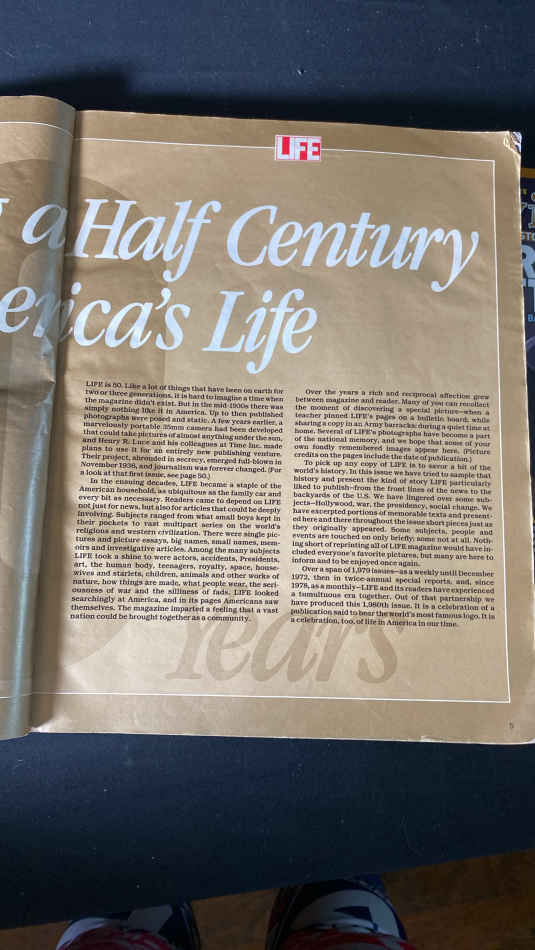 LIFE
a Half Century
erica's Life
LIFE is 50. Like a lot of things that have been on earth for
two or three generations, it is hard to imagine a time when
the magazine didn't exist. But in the mid-1930s there was
simply nothing like it in America. Up to then published
photographs were posed and static. A few years earlier, a
marvelously portable 35mm camera had been developed
that could take pictures of almost anything under the sun,
and Henry R. Luce and his colleagues at Time Inc. made
plans to use it for an entirely new publishing venture.
Their project, shrouded in secrecy, emerged full-blown in
November 1936, and journalism was forever changed. (For
a look at that first issue, see page 50.)
In the ensuing decades, LIFE became a staple of the
American household, as ubiquitous as the family car and
every bit as necessary. Readers came to depend on LIFE
not just for news, but also for articles that could be deeply
involving. Subjects ranged from what small boys kept in
their pockets to vast multipart series on the world's
religions and western civilization. There were single pic-
tures and picture essays, big names, small names, mem-
oirs and investigative articles. Among the many subjects
LIFE took a shine to were actors, accidents, Presidents,
art, the human body, teenagers, royalty, space, house-
wives and starlets, children, animals and other works of
nature, how things are made, what people wear, the seri-
ousness of war and the silliness of fads. LIFE looked
searchingly at America, and in its pages Americans saw
themselves. The magazine imparted a feeling that a vast
nation could be brought together as a community.
Over the years a rich and reciprocal affection grew
between magazine and reader. Many of you can recollect
the moment of discovering a special picture—when a
teacher pinned LIFE's pages on a bulletin board, while
sharing a copy in an Army barracks, during a quiet time at
home. Several of LIFE's photographs have become a part
of the national memory, and we hope that some of your
own fondly remembered images appear here. (Picture
credits on the pages include the date of publication.)
To pick up any copy of LIFE is to savor a bit of the
world's history. In this issue we have tried to sample that
history and present the kind of story LIFE particularly
liked to publish—from the front lines of the news to the
backyards of the U.S. We have lingered over some sub-
jects—Hollywood, war, the presidency, social change. We
have excerpted portions of memorable texts and present-
ed here and there throughout the issue short pieces just as
they originally appeared. Some subjects, people and
events are touched on only briefly; some not at all. Noth-
ing short of reprinting all of LIFE magazine would have in-
cluded everyone's favorite pictures, but many are here to
inform and to be enjoyed once again.
Over a span of 1,979 issues—as a weekly until December
1972, then in twice-annual special reports, and, since
1978, as a monthly—LIFE and its readers have experienced
a tumultuous era together. Out of that partnership we
have produced this 1,980th issue. It is a celebration of a
publication said to bear the world's most famous logo. It is
a celebration, too, of life in America in our time.
Years
5